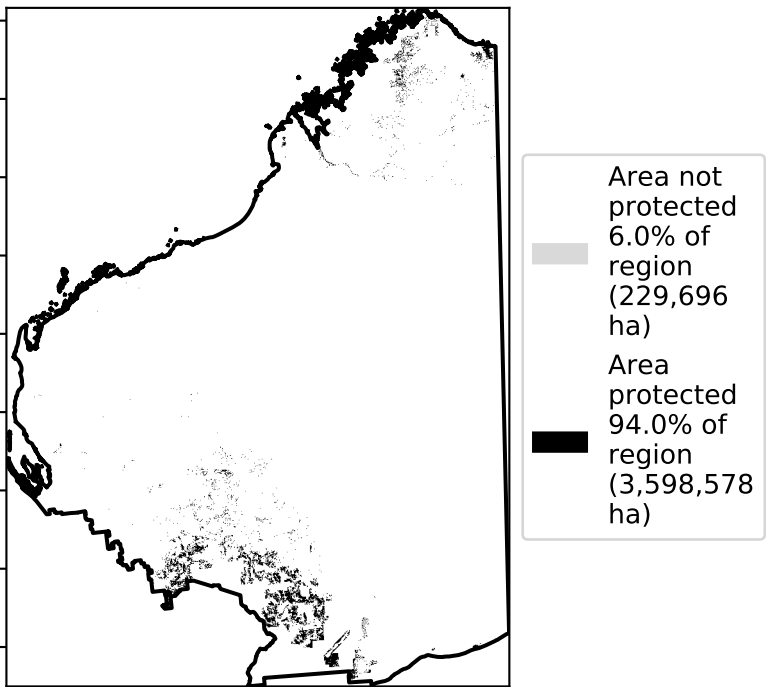 Area not
protected
6.0% of
region
(229,696
ha)
Area
protected
94.0% of
region
(3,598,578
ha)